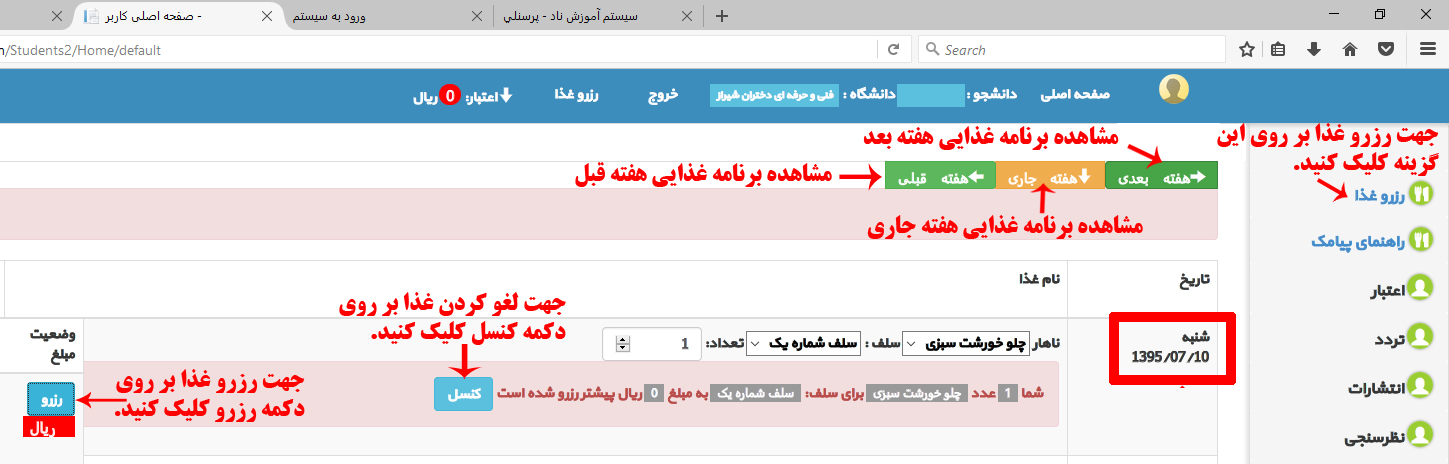 صفحه اصلی کاربر -
ورود به سیستم
سیستم آموزش ناد - پرسنلي
n/Students2/Home/default
Search
صفحه اصلی
دانشجو :
دانشگاه : فنی و حرفه ای دختران شیراز
خروج
رزرو غذا
اعتبار: 0 ریال
جهت رزرو غذا بر روی این
گزینه کلیک کنید.
مشاهده برنامه غذایی هفته بعد
هفته بعدی
هفته جاری
هفته قبلی
مشاهده برنامه غذایی هفته قبل
مشاهده برنامه غذایی هفته جاری
رزرو غذا
راهنمای پیامک
اعتبار
تردد
انتشارات
نظرسنجی
تاریخ
نام غذا
شنبه
1395/07/10
جهت لغو کردن غذا بر روی
دکمه کنسل کلیک کنید.
ناهار چلو خورشت سبزی سلف : سلف شماره یک تعداد: 1
شما 1 عدد چلو خورشت سبزی برای سلف: سلف شماره یک به مبلغ 0 ریال پیشتر رزرو شده است کنسل
وضعیت
مبلغ
رزرو
ریال
جهت رزرو غذا بر روی
دکمه رزرو کلیک کنید.